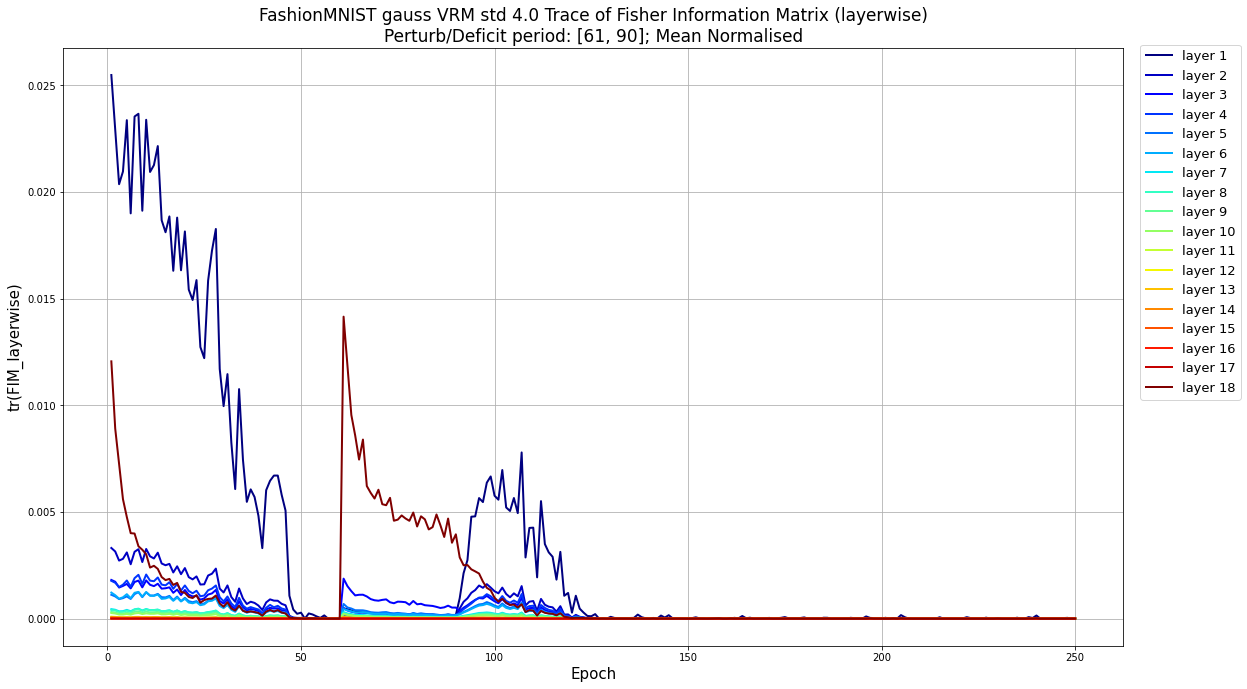 FashionMNIST gauss VRM std 4.0 Trace of Fisher Information Matrix (layerwise)
Perturb/Deficit period: [61, 90]; Mean Normalised
tr(FIM_layerwise)
0.025
0.020
0.015
0.010
0.005
0.000
0
50
100
150
200
250
Epoch
layer 1
layer 2
layer 3
layer 4
layer 5
layer 6
layer 7
layer 8
layer 9
layer 10
layer 11
layer 12
layer 13
layer 14
layer 15
layer 16
layer 17
layer 18